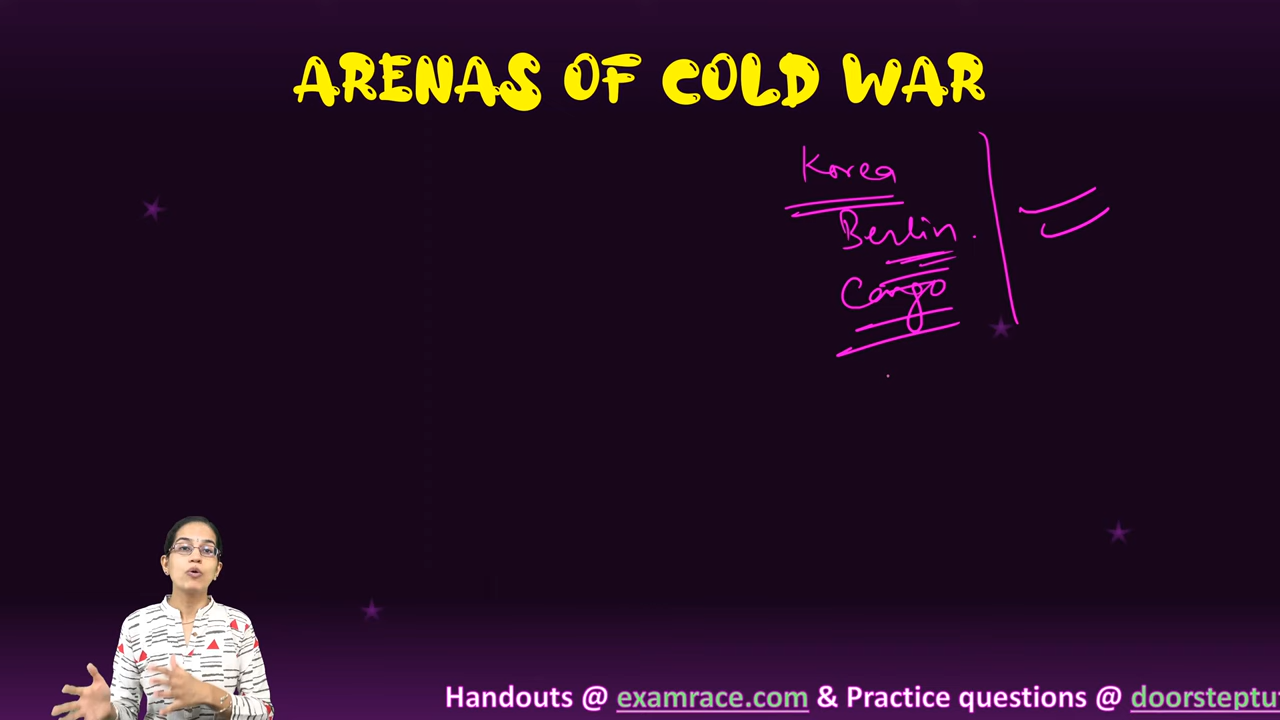 ARENAS OF COLD WAR
Korea
Berlin.
Congo
Handouts @ examrace.com & Practice questions @ doorsteptu